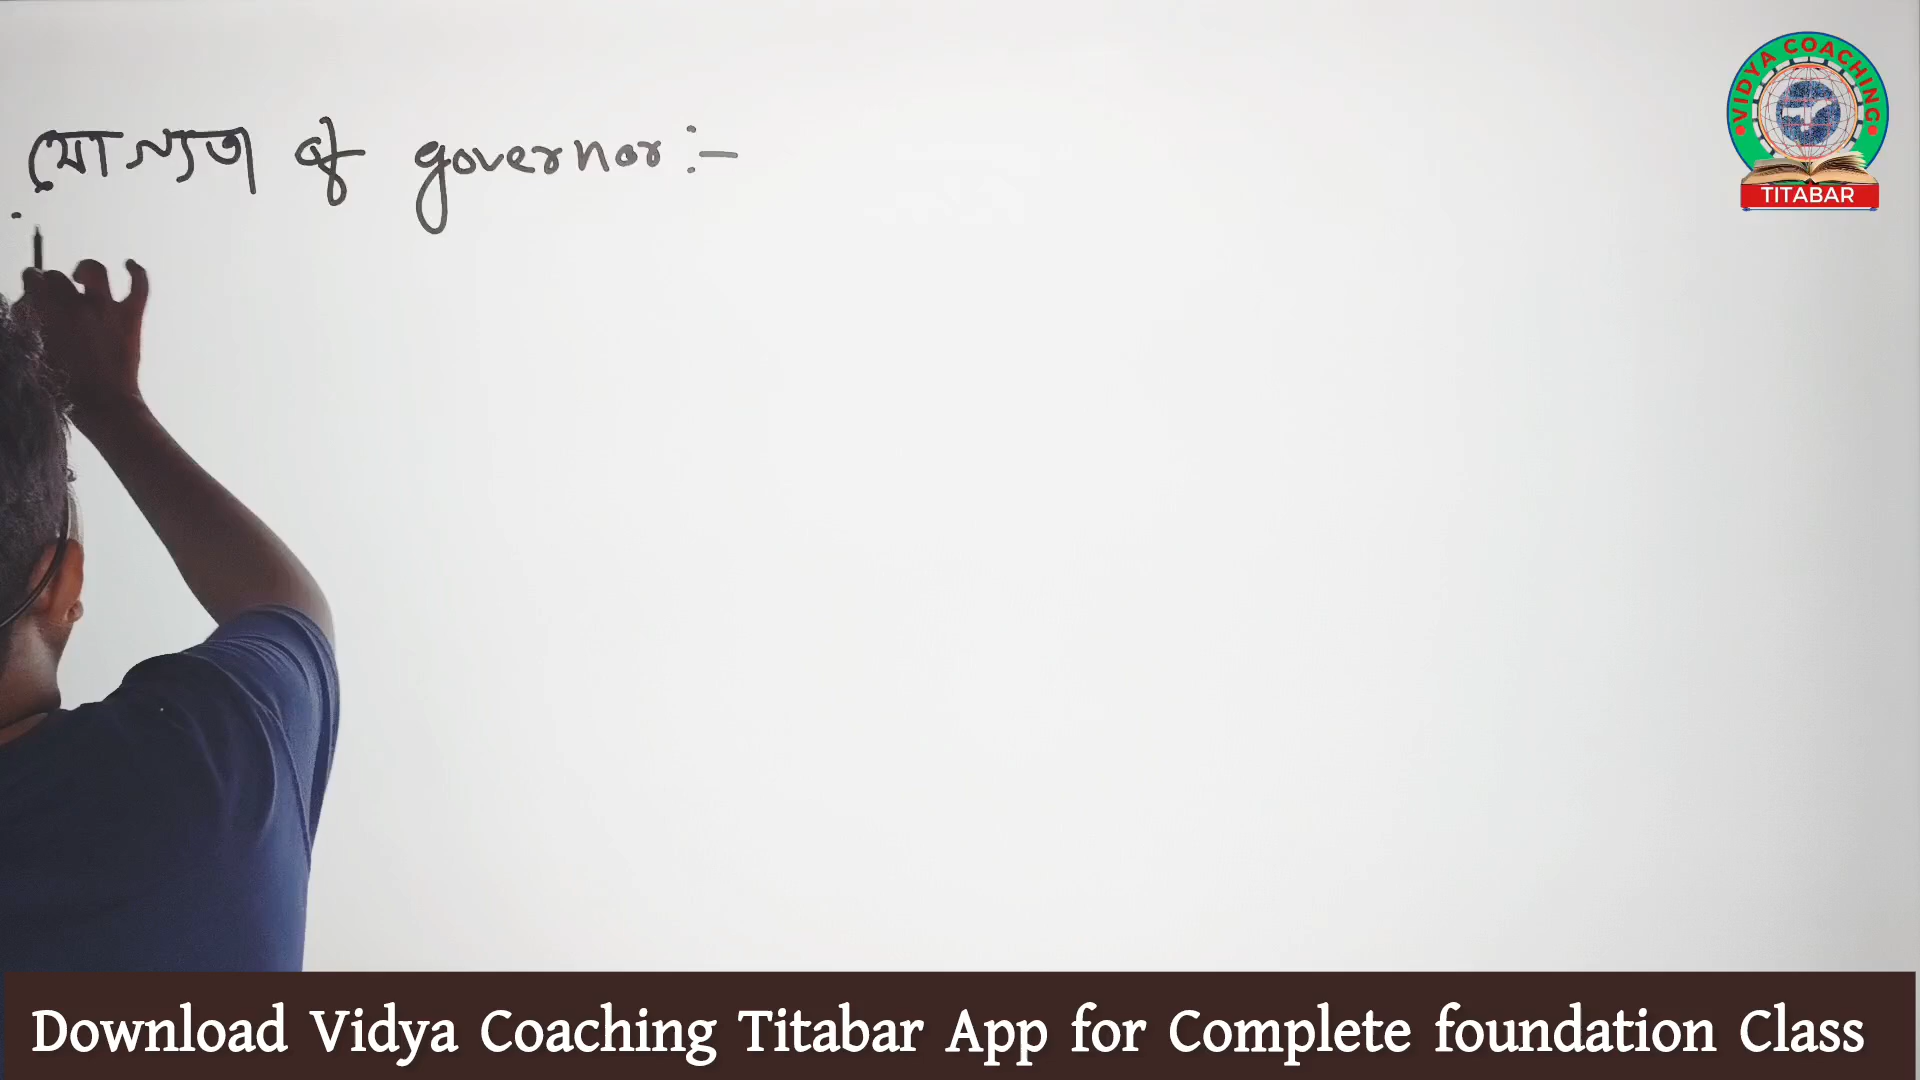 যোগ্যতা of governor :-
VIDYA COACHING
TITABAR
Download Vidya Coaching Titabar App for Complete foundation Class